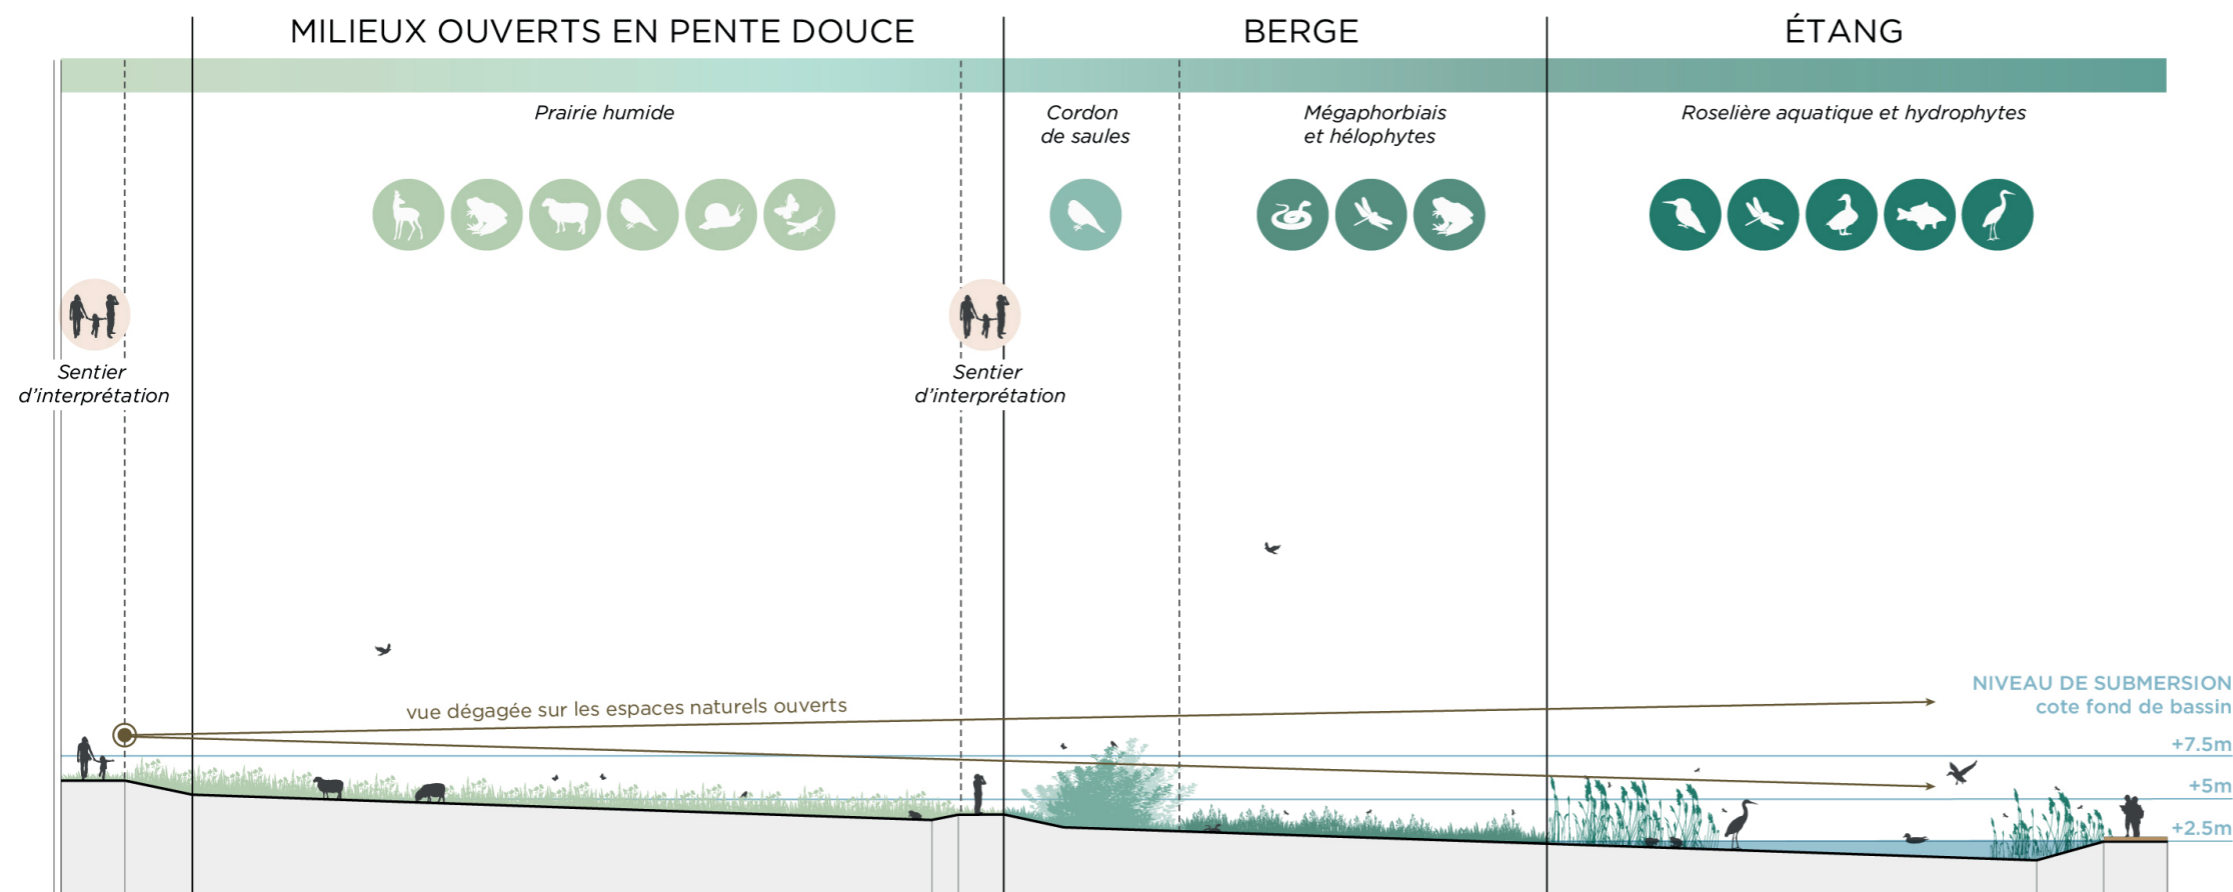 MILIEUX OUVERTS EN PENTE DOUCE
BERGE
ÉTANG
Prairie humide
Cordon
de saules
Mégaphorbiais
et hélophytes
Roselière aquatique et hydrophytes
Sentier
d'interprétation
Sentier
d'interprétation
vue dégagée sur les espaces naturels ouverts
NIVEAU DE SUBMERSION
cote fond de bassin
+7.5m
+5m
+2.5m